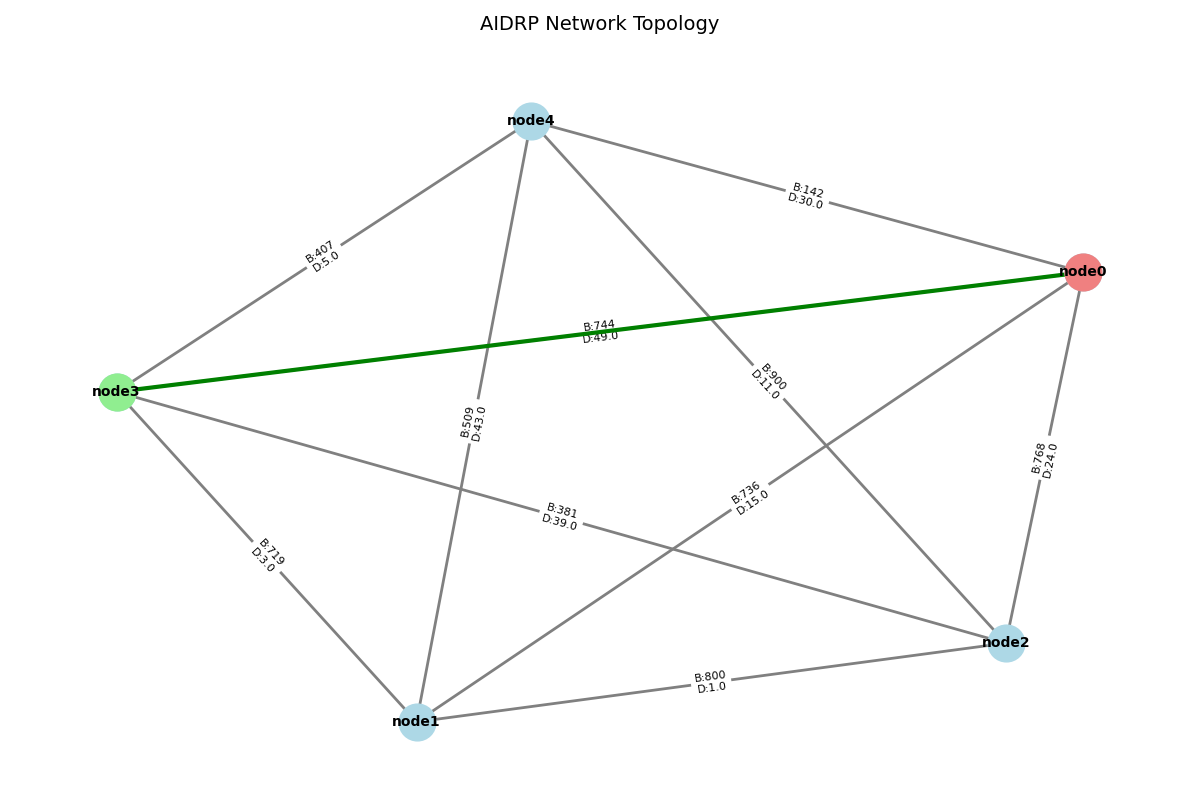 AIDRP Network Topology
node4
B:142
D:30.0
B:407
D:5.0
node0
B:744
D:49.0
node3
B:900
D:11.0
B:509
D:43.0
B:768
D:24.0
B:736
D:15.0
B:381
D:39.0
B:719
D:3.0
node2
B:800
D:1.0
node1